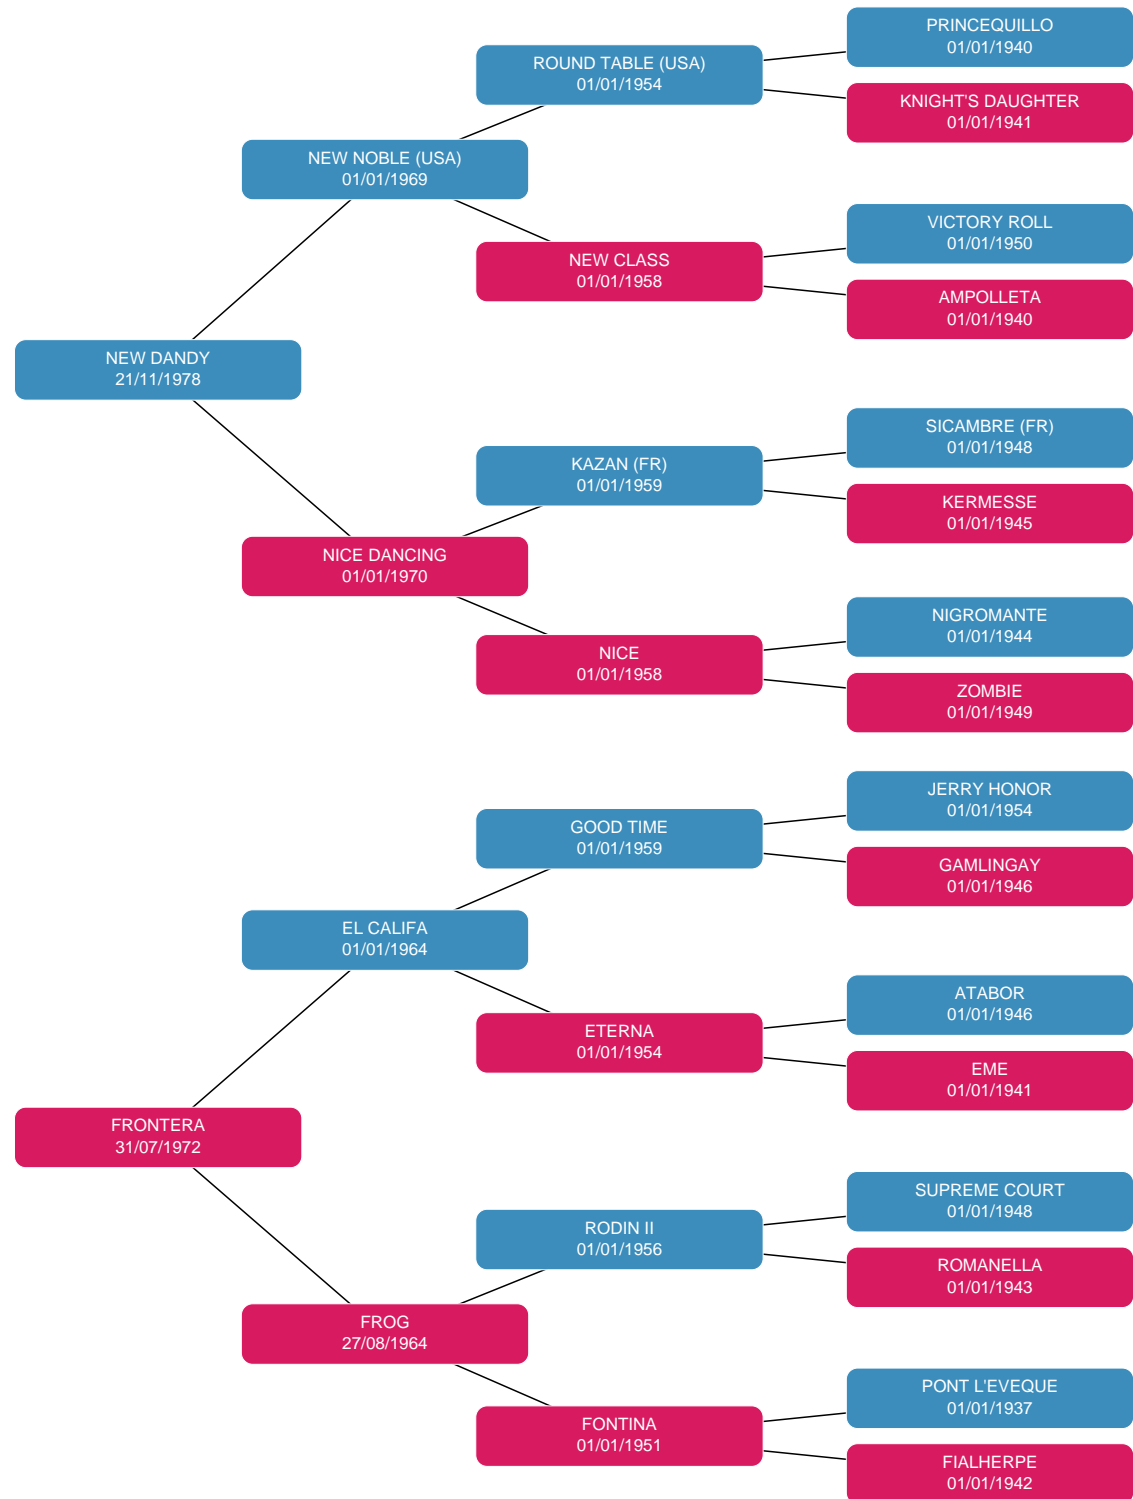 PRINCEQUILLO
01/01/1940
ROUND TABLE (USA)
01/01/1954
KNIGHT'S DAUGHTER
01/01/1941
NEW NOBLE (USA)
01/01/1969
VICTORY ROLL
01/01/1950
NEW CLASS
01/01/1958
AMPOLLETA
01/01/1940
NEW DANDY
21/11/1978
SICAMBRE (FR)
01/01/1948
KAZAN (FR)
01/01/1959
KERMESSE
01/01/1945
NICE DANCING
01/01/1970
NIGROMANTE
01/01/1944
NICE
01/01/1958
ZOMBIE
01/01/1949
JERRY HONOR
01/01/1954
GOOD TIME
01/01/1959
GAMLINGAY
01/01/1946
EL CALIFA
01/01/1964
ATABOR
01/01/1946
ETERNA
01/01/1954
EME
01/01/1941
FRONTERA
31/07/1972
SUPREME COURT
01/01/1948
RODIN II
01/01/1956
ROMANELLA
01/01/1943
FROG
27/08/1964
PONT L'EVEQUE
01/01/1937
FONTINA
01/01/1951
FIALHERPE
01/01/1942